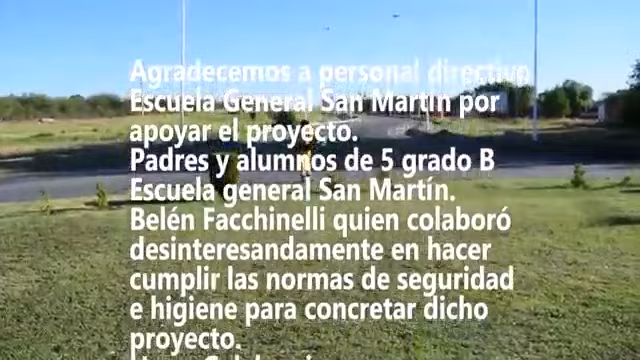 Agradecemos a personal directivo
Escuela General San Martín por
apoyar el proyecto.
Padres y alumnos de 5 grado B
Escuela general San Martín.
Belén Facchinelli quien colaboró
desinteresandamente en hacer
cumplir las normas de seguridad
e higiene para concretar dicho
proyecto.